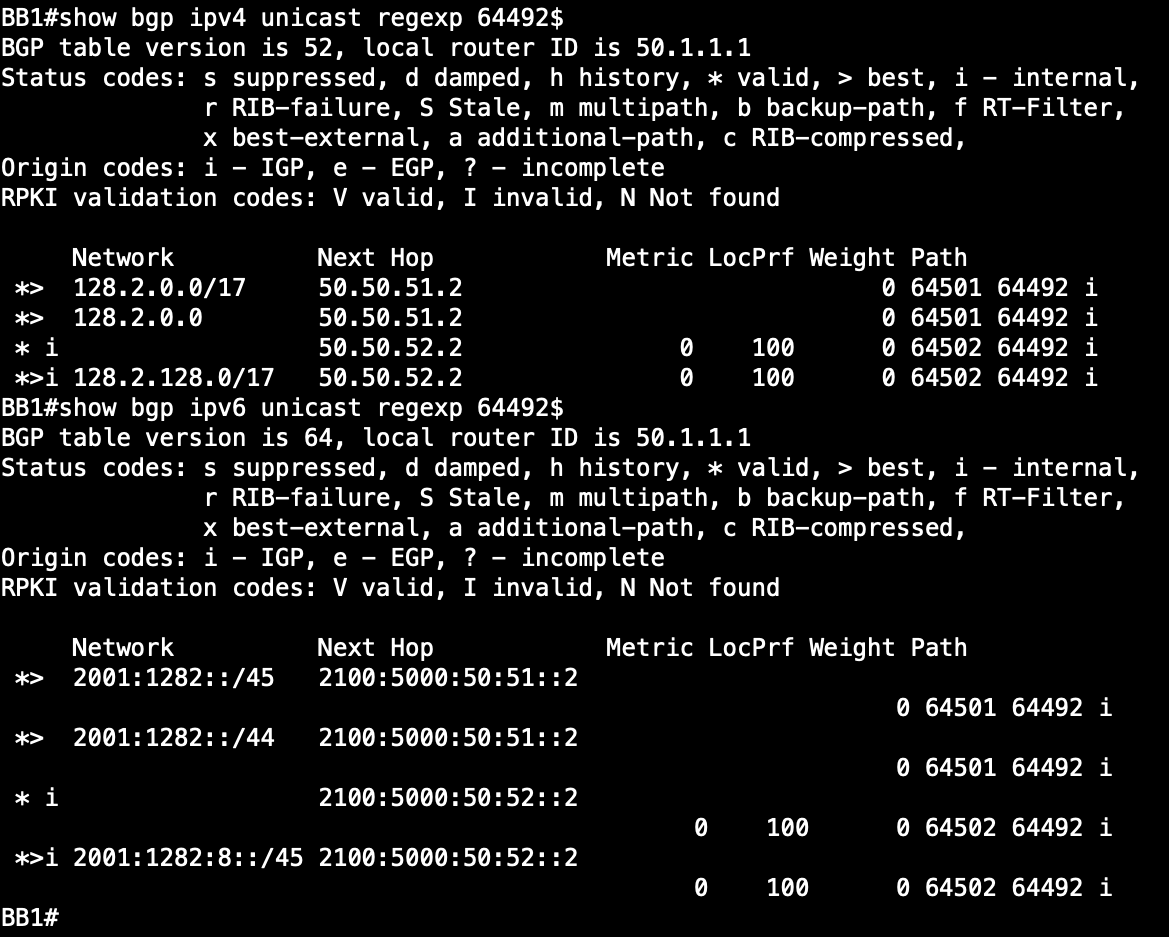 BB1#show bgp ipv4 unicast regexp 64492$
BGP table version is 52, local router ID is 50.1.1.1
Status codes: s suppressed, d damped, h history, * valid, > best, i - internal,
              r RIB-failure, S Stale, m multipath, b backup-path, f RT-Filter,
              x best-external, a additional-path, c RIB-compressed,
Origin codes: i - IGP, e - EGP, ? - incomplete
RPKI validation codes: V valid, I invalid, N Not found

     Network          Next Hop            Metric LocPrf Weight Path
 *>  128.2.0.0/17     50.50.51.2                             0 64501 64492 i
 *>  128.2.0.0        50.50.51.2                             0 64501 64492 i
 * i                  50.50.52.2               0    100      0 64502 64492 i
 *>i 128.2.128.0/17   50.50.52.2               0    100      0 64502 64492 i
BB1#show bgp ipv6 unicast regexp 64492$
BGP table version is 64, local router ID is 50.1.1.1
Status codes: s suppressed, d damped, h history, * valid, > best, i - internal,
              r RIB-failure, S Stale, m multipath, b backup-path, f RT-Filter,
              x best-external, a additional-path, c RIB-compressed,
Origin codes: i - IGP, e - EGP, ? - incomplete
RPKI validation codes: V valid, I invalid, N Not found

     Network          Next Hop            Metric LocPrf Weight Path
 *>  2001:1282::/45   2100:5000:50:51::2
                                                              0 64501 64492 i
 *>  2001:1282::/44   2100:5000:50:51::2
                                                              0 64501 64492 i
 * i                  2100:5000:50:52::2
                                                0    100      0 64502 64492 i
 *>i 2001:1282:8::/45 2100:5000:50:52::2
                                                0    100      0 64502 64492 i
BB1#